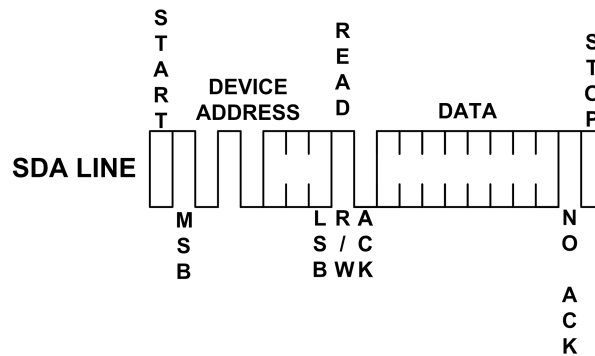 START
READ
STOP
DEVICE
ADDRESS
DATA
SDA LINE
MSB
LSB
R/W
ACK
NO ACK